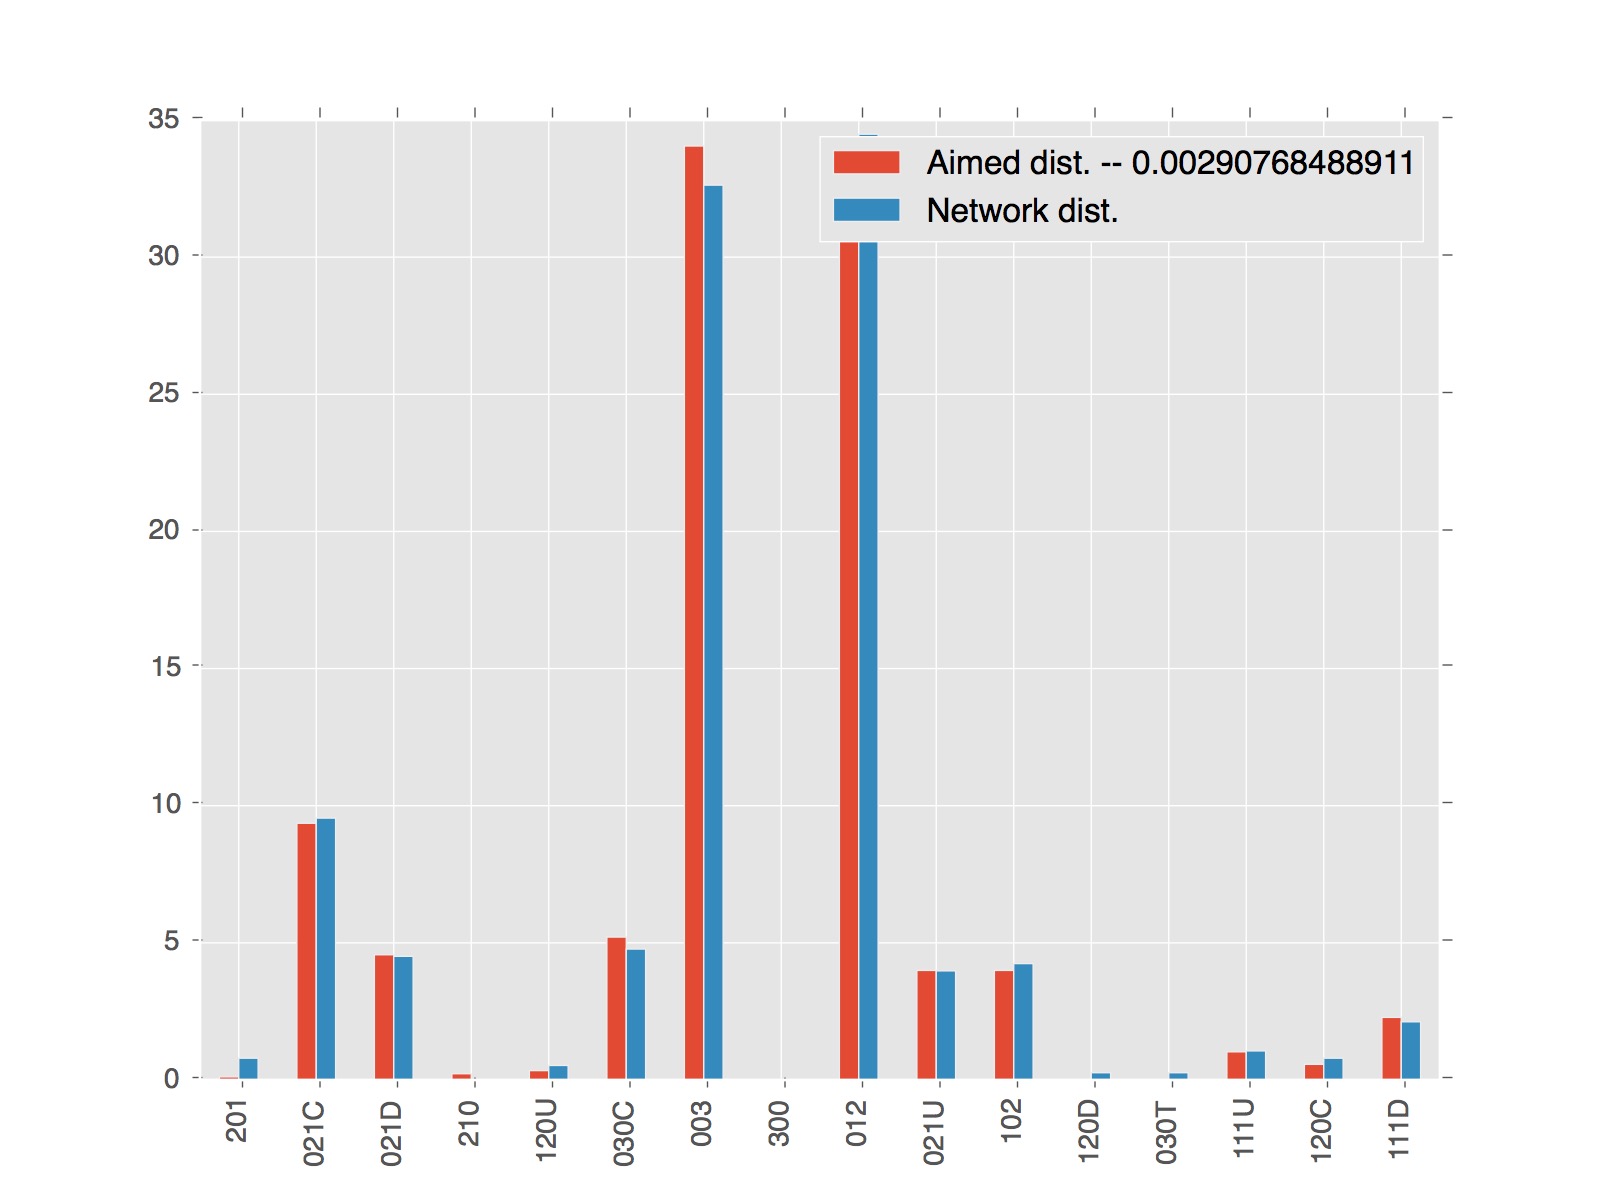 35
30
25
20
15
10
5
0
Aimed dist. -- 0.00290768488911
Network dist.
201
021C
021D
210
120U
030C
003
300
012
021U
102
120D
030T
111U
120C
111D